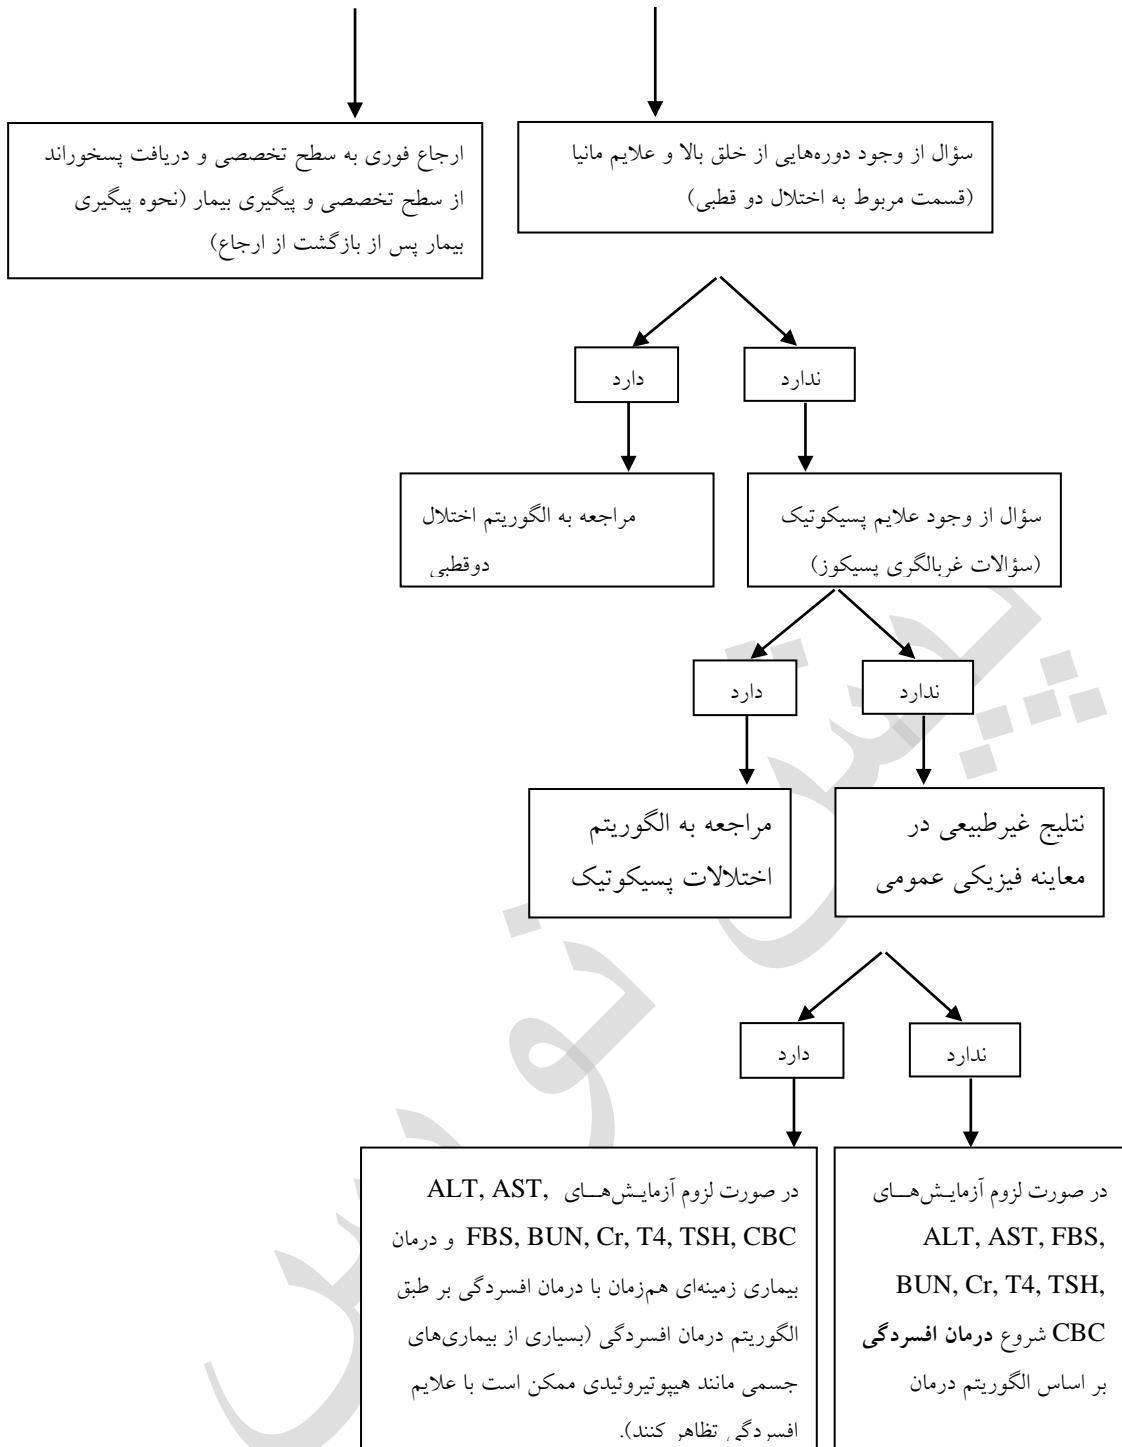 سؤال از وجود دوره‌هایی از خلق بالا و علایم مانیا
(قسمت مربوط به اختلال دو قطبی)
ارجاع فوری به سطح تخصصی و دریافت پسخوراند
از سطح تخصصی و پیگیری بیمار (نحوه پیگیری
بیمار پس از بازگشت از ارجاع)
ندارد
دارد
سؤال از وجود علایم پسیکوتیک
(سؤالات غربالگری پسیکوز)
مراجعه به الگوریتم اختلال
دوقطبی
ندارد
دارد
نتلیج غیرطبیعی در
معاینه فیزیکی عمومی
مراجعه به الگوریتم
اختلالات پسیکوتیک
ندارد
دارد
در صورت لزوم آزمایش‌های
ALT, AST, FBS,
BUN, Cr, T4, TSH,
CBC شروع درمان افسردگی
بر اساس الگوریتم درمان
در صورت لزوم آزمایش‌های ALT, AST,
FBS, BUN, Cr, T4, TSH, CBC و درمان
بیماری زمینه‌ای هم‌زمان با درمان افسردگی بر طبق
الگوریتم درمان افسردگی (بسیاری از بیماری‌های
جسمی مانند هیپوتیروئیدی ممکن است با علایم
افسردگی تظاهر کنند).
پیش نویس